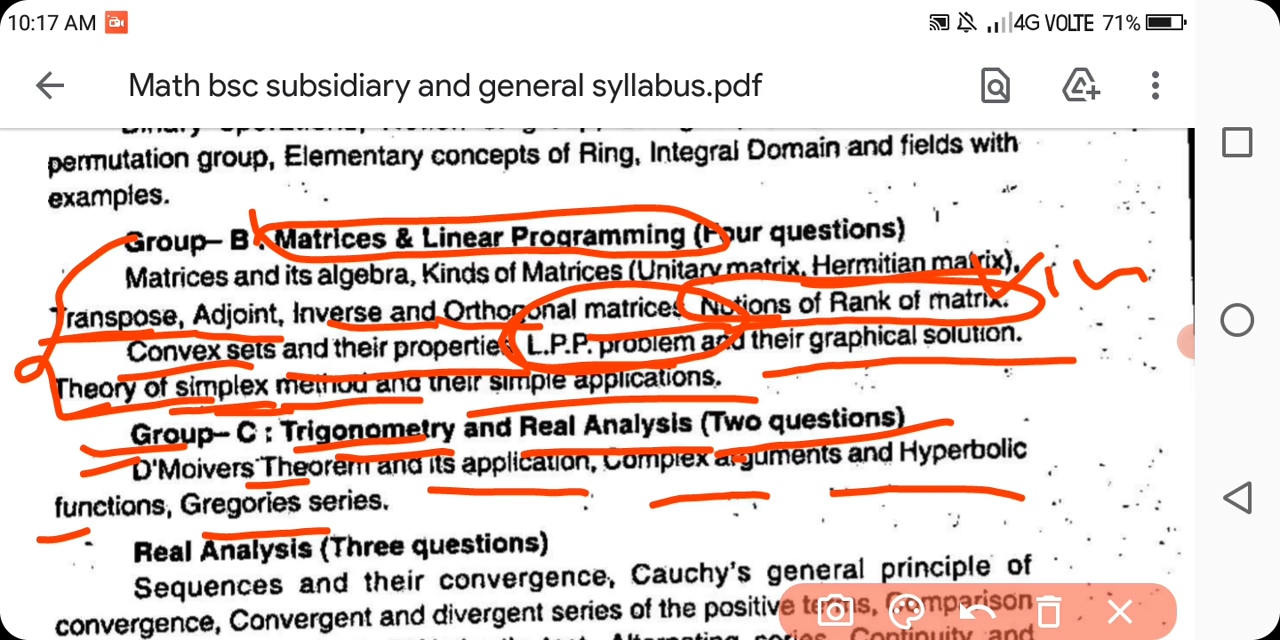 10:17 AM 4G VOLTE 71%
Math bsc subsidiary and general syllabus.pdf
permutation group, Elementary concepts of Ring, Integral Domain and fields with
examples.
Group– B : Matrices & Linear Programming (Four questions)
Matrices and its algebra, Kinds of Matrices (Unitary matrix, Hermitian matrix),
Transpose, Adjoint, Inverse and Orthogonal matrices Notions of Rank of matrix.
Convex sets and their properties L.P.P. problem and their graphical solution.
Theory of simplex method and their simple applications.
Group– C : Trigonometry and Real Analysis (Two questions)
D'Moivers Theorem and its application, Complex arguments and Hyperbolic
functions, Gregories series.
Real Analysis (Three questions)
Sequences and their convergence, Cauchy's general principle of
convergence, Convergent and divergent series of the positive terms, Comparison
Continuity and